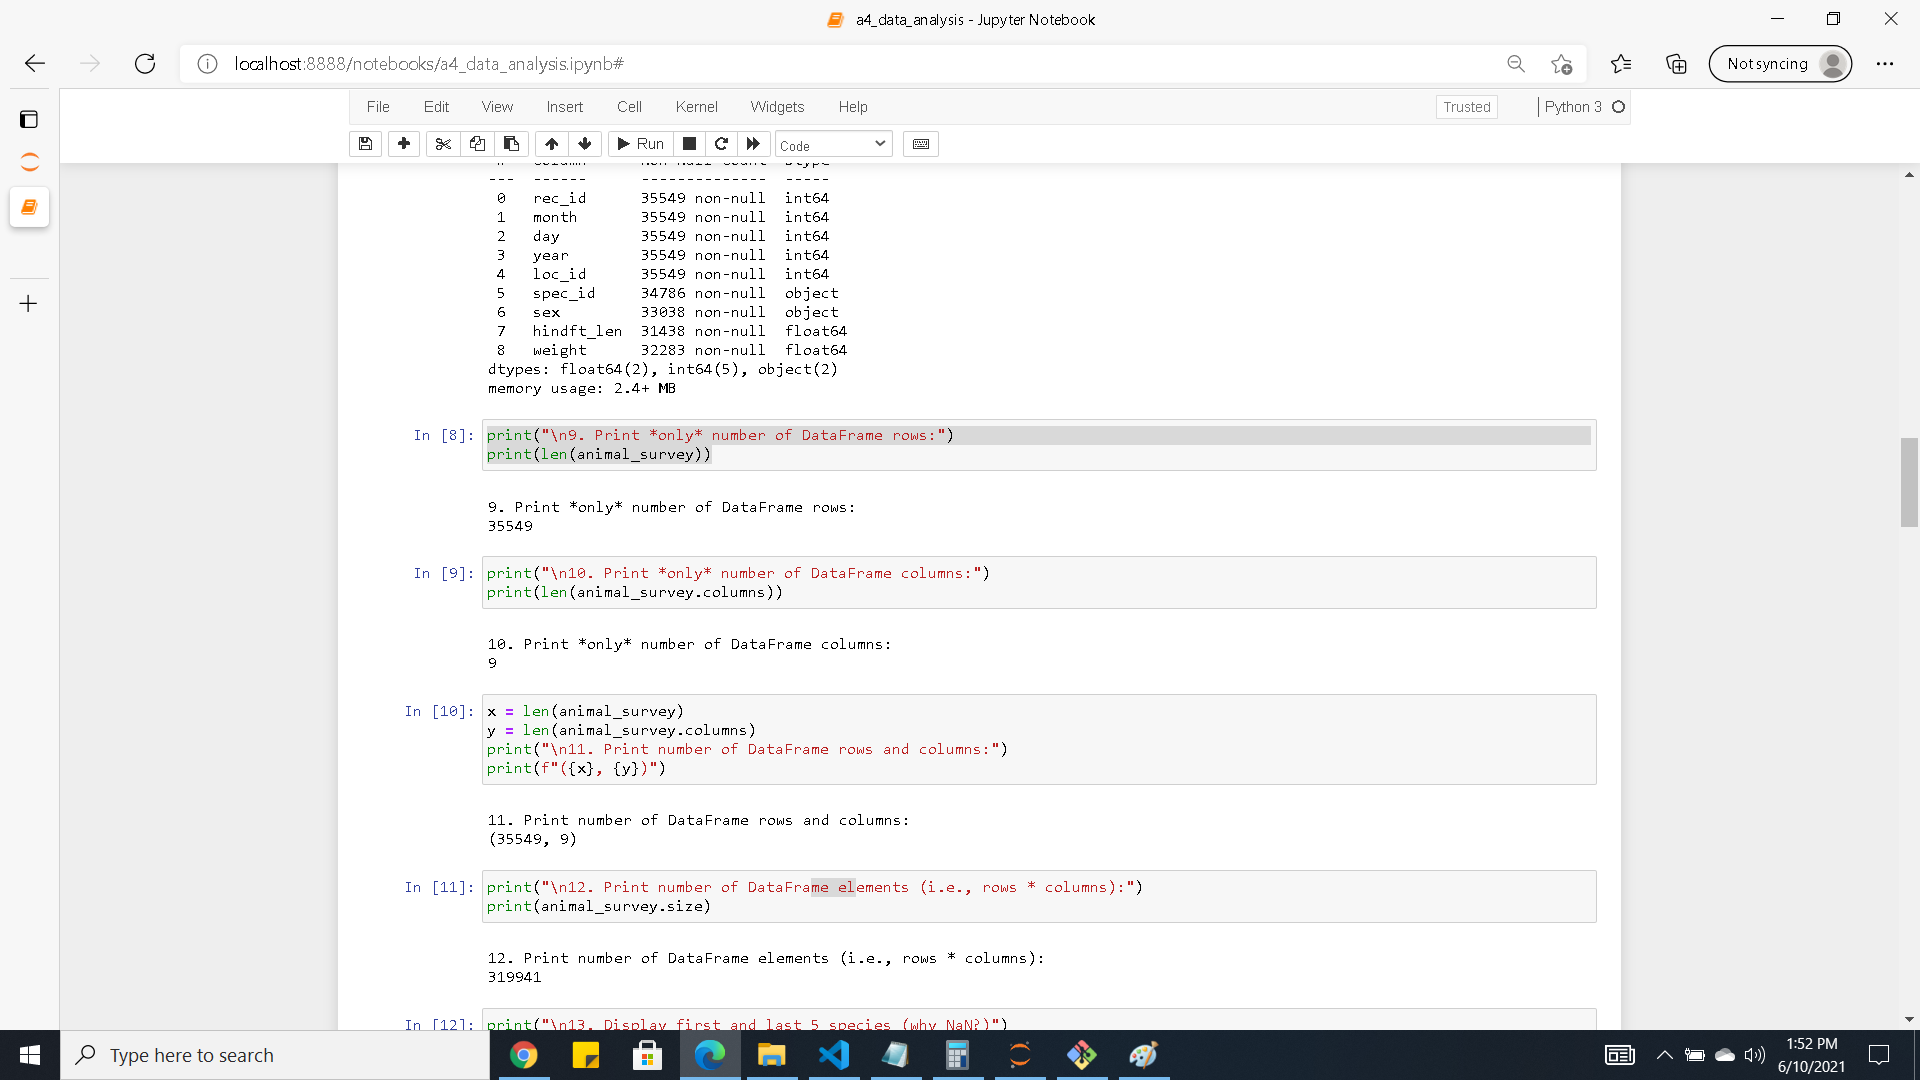 a4_data_analysis - Jupyter Notebook
localhost:8888/notebooks/a4_data_analysis.ipynb#
Not syncing
File Edit View Insert Cell Kernel Widgets Help
Trusted
Python 3
Run
Code
# Column Non-Null Count Dtype
--- ------ -------------- -----
0 rec_id 35549 non-null int64
1 month 35549 non-null int64
2 day 35549 non-null int64
3 year 35549 non-null int64
4 loc_id 35549 non-null int64
5 spec_id 34786 non-null object
6 sex 33038 non-null object
7 hindft_len 31438 non-null float64
8 weight 32283 non-null float64
dtypes: float64(2), int64(5), object(2)
memory usage: 2.4+ MB
In [8]: print("\n9. Print *only* number of DataFrame rows:")
print(len(animal_survey))
9. Print *only* number of DataFrame rows:
35549
In [9]: print("\n10. Print *only* number of DataFrame columns:")
print(len(animal_survey.columns))
10. Print *only* number of DataFrame columns:
9
In [10]: x = len(animal_survey)
y = len(animal_survey.columns)
print("\n11. Print number of DataFrame rows and columns:")
print(f"({x}, {y})")
11. Print number of DataFrame rows and columns:
(35549, 9)
In [11]: print("\n12. Print number of DataFrame elements (i.e., rows * columns):")
print(animal_survey.size)
12. Print number of DataFrame elements (i.e., rows * columns):
319941
In [12]: print("\n13. Display first and last 5 species (why NaN?)")
Type here to search
1:52 PM
6/10/2021